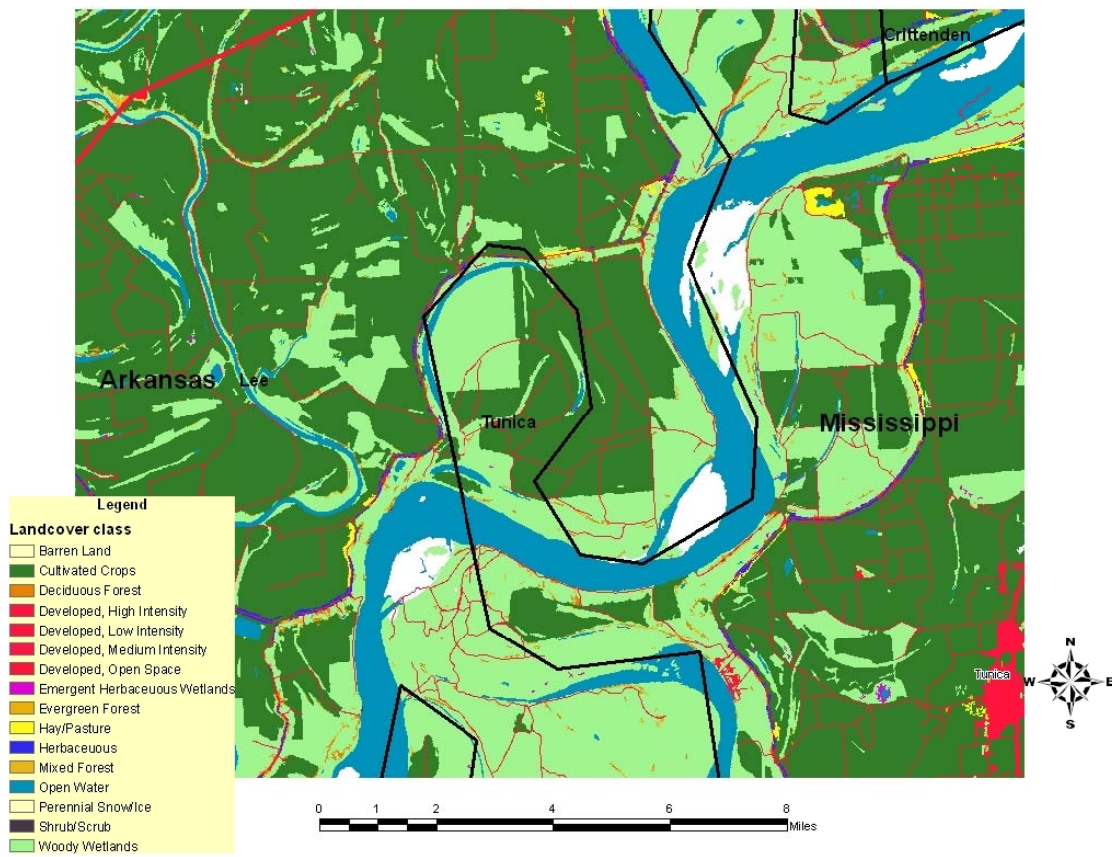 Crittenden
Arkansas
Lee
Tunica
Mississippi
Tunica
Legend
Landcover class
Barren Land
Cultivated Crops
Deciduous Forest
Developed, High Intensity
Developed, Low Intensity
Developed, Medium Intensity
Developed, Open Space
Emergent Herbaceuous Wetlands
Evergreen Forest
Hay/Pasture
Herbaceuous
Mixed Forest
Open Water
Perennial Snow/Ice
Shrub/Scrub
Woody Wetlands
N
W E
S
0 1 2 4 6 8
Miles